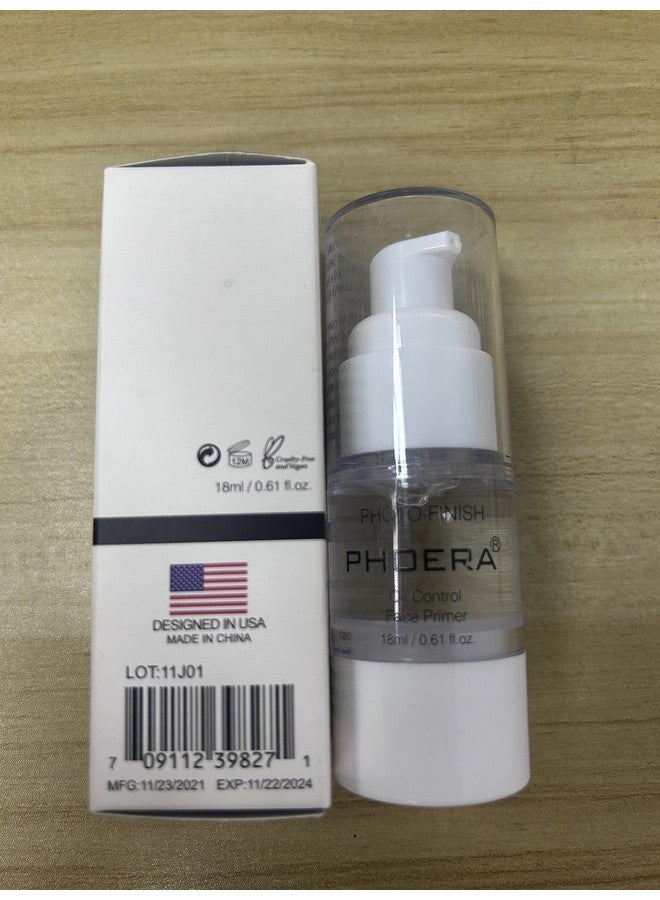 12M
Cruelty-Free
and Vegan
18ml / 0.61 fl.oz.
DESIGNED IN USA
MADE IN CHINA
LOT:11J01
7 09112 39827 1
MFG:11/23/2021 EXP:11/22/2024
PHOTO FINISH
PHOERA®
Oil Control
Face Primer
18ml / 0.61 fl.oz.